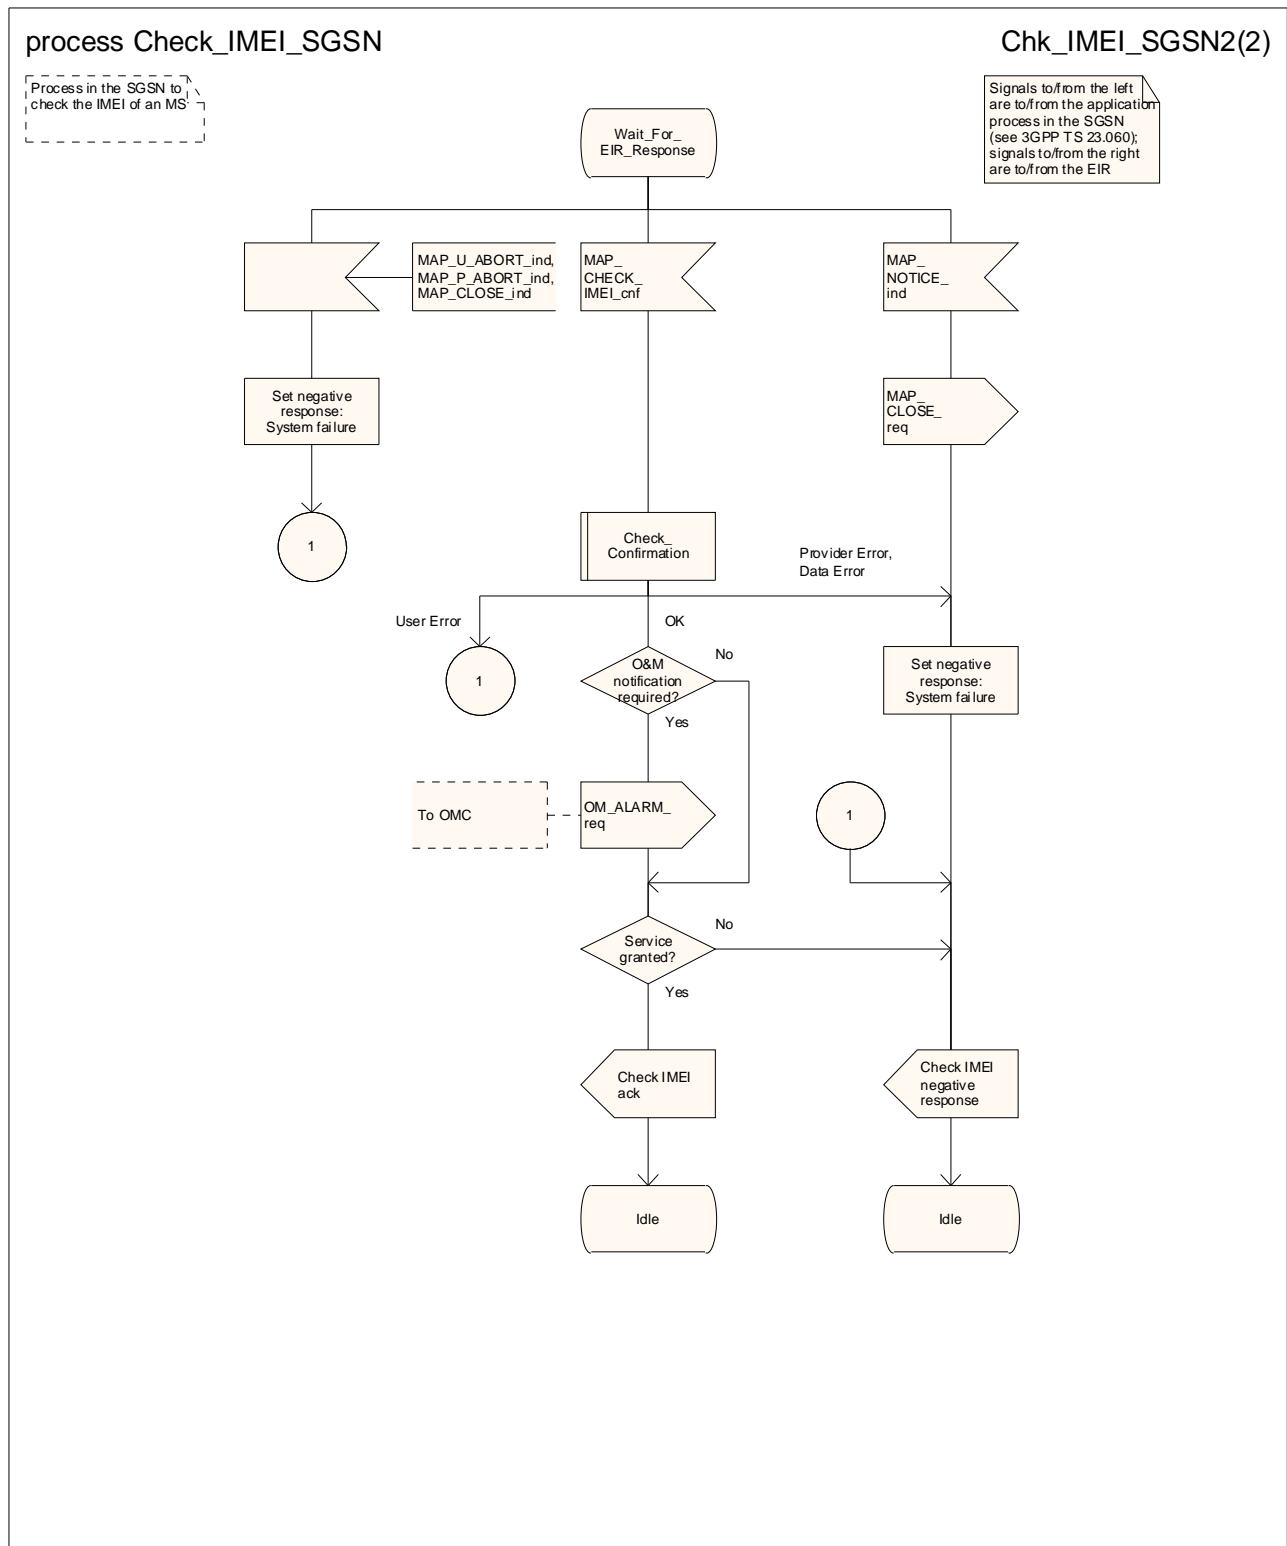 process Check_IMEI_SGSN
Chk_IMEI_SGSN2(2)
Process in the SGSN to
check the IMEI of an MS
Signals to/from the left
are to/from the application
process in the SGSN
(see 3GPP TS 23.060);
signals to/from the right
are to/from the EIR
Wait_For_
EIR_Response
MAP_U_ABORT_ind,
MAP_P_ABORT_ind,
MAP_CLOSE_ind
MAP_
CHECK_
IMEI_cnf
MAP_
NOTICE_
ind
Set negative
response:
System failure
MAP_
CLOSE_
req
1
Check_
Confirmation
Provider Error,
Data Error
User Error
OK
1
O&M
notification
required?
No
Yes
Set negative
response:
System failure
To OMC
OM_ALARM_
req
1
Service
granted?
No
Yes
Check IMEI
ack
Check IMEI
negative
response
Idle
Idle